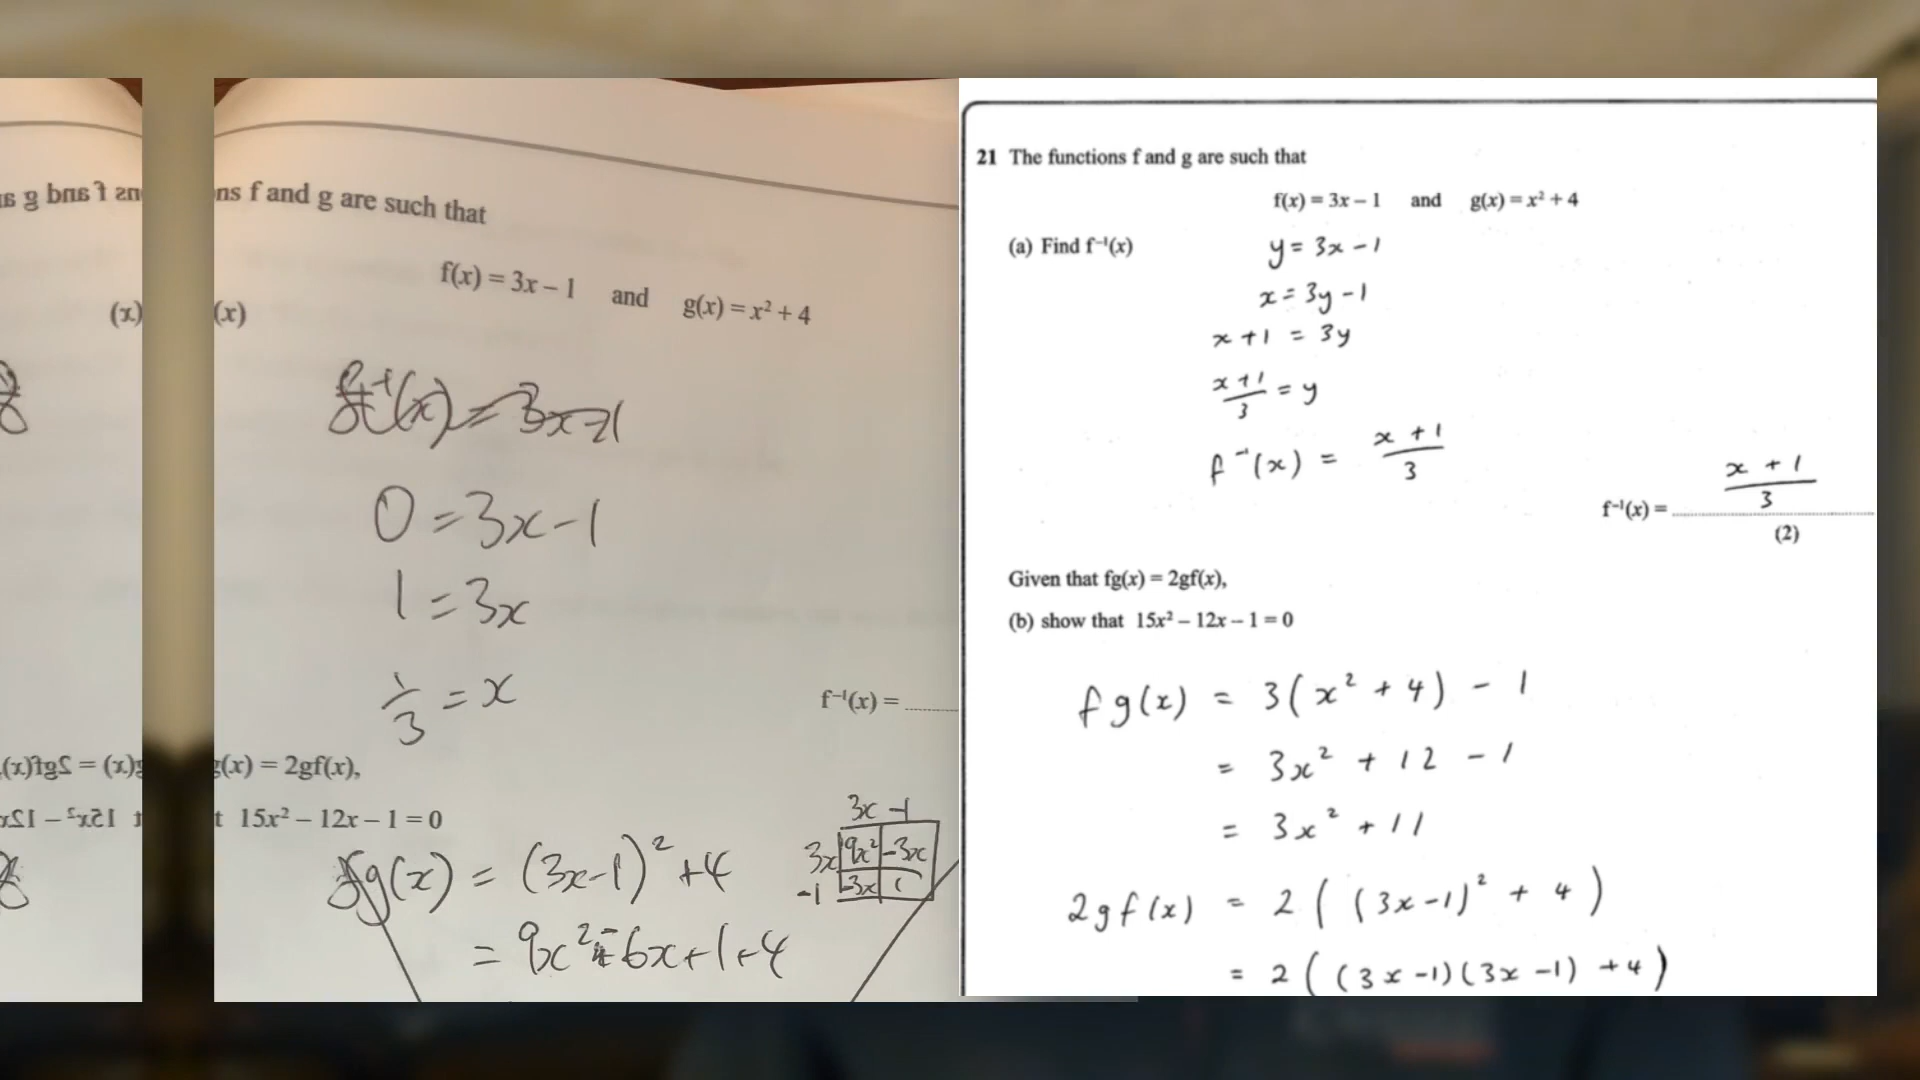 ns f and g are such that
f(x) = 3x – 1 and g(x) = x² + 4
(x)
f⁻¹(x) = 3x-1
0 = 3x-1
1 = 3x
1/3 = x
f⁻¹(x) =
g(x) = 2gf(x),
t 15x² – 12x – 1 = 0
fg(x) = (3x-1)² +4
= 9x² - 6x+1+4
3x -1
3x 9x² -3x
-1 -3x 1
21 The functions f and g are such that
f(x) = 3x – 1 and g(x) = x² + 4
(a) Find f⁻¹(x)
y = 3x - 1
x = 3y - 1
x + 1 = 3y
x + 1/3 = y
f⁻¹(x) = x + 1/3
f⁻¹(x) = x + 1/3
(2)
Given that fg(x) = 2gf(x),
(b) show that 15x² – 12x – 1 = 0
fg(x) = 3(x² + 4) - 1
= 3x² + 12 - 1
= 3x² + 11
2gf(x) = 2((3x-1)² + 4)
= 2((3x-1)(3x-1) + 4)